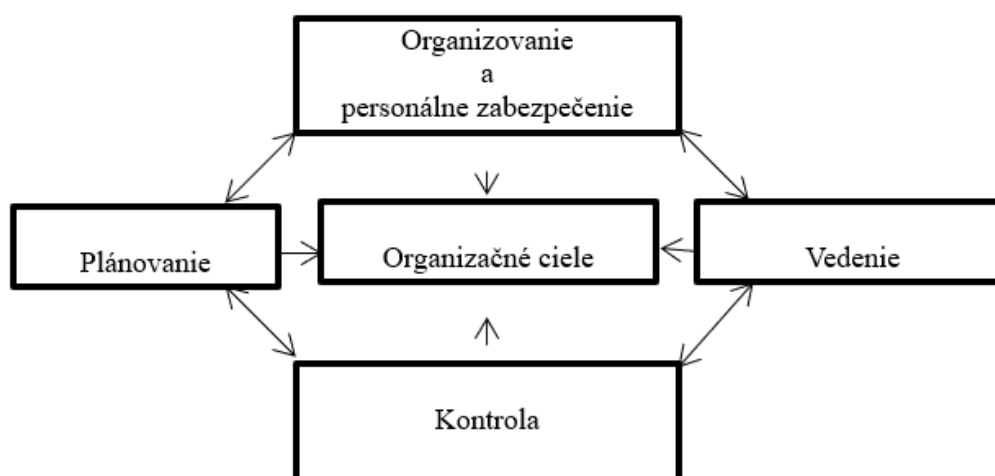 Organizovanie
a
personálne zabezpečenie
Plánovanie
Organizačné ciele
Vedenie
Kontrola